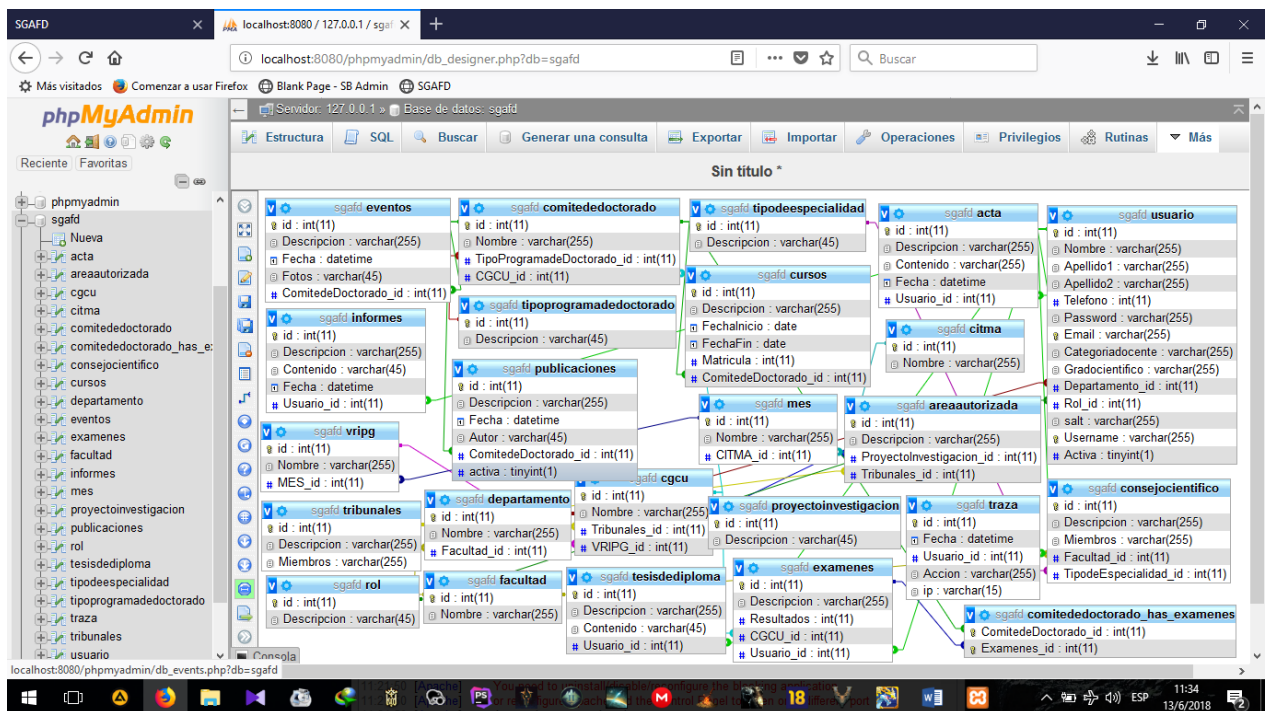 SGAFD
localhost:8080 / 127.0.0.1 / sgaf
localhost:8080/phpmyadmin/db_designer.php?db=sgafd
Buscar
Más visitados
Comenzar a usar Firefox
Blank Page - SB Admin
SGAFD
phpMyAdmin
Reciente
Favoritas
phpmyadmin
sgafd
Nueva
acta
areaautorizada
cgcu
citma
comitededoctorado
comitededoctorado_has_e
consejocientifico
cursos
departamento
eventos
examenes
facultad
informes
mes
proyectoinvestigacion
publicaciones
rol
tesisdediploma
tipodeespecialidad
tipoprogramadedoctorado
traza
tribunales
usuario
Servidor: 127.0.0.1 » Base de datos: sgafd
Estructura
SQL
Buscar
Generar una consulta
Exportar
Importar
Operaciones
Privilegios
Rutinas
Más
Sin título *
sgafd eventos
id : int(11)
Descripcion : varchar(255)
Fecha : datetime
Fotos : varchar(45)
ComitedeDoctorado_id : int(11)
sgafd comitededoctorado
id : int(11)
Nombre : varchar(255)
TipoProgramadeDoctorado_id : int(11)
CGCU_id : int(11)
sgafd tipodeespecialidad
id : int(11)
Descripcion : varchar(45)
sgafd acta
id : int(11)
Descripcion : varchar(255)
Contenido : varchar(255)
Fecha : datetime
Usuario_id : int(11)
sgafd usuario
id : int(11)
Nombre : varchar(255)
Apellido1 : varchar(255)
Apellido2 : varchar(255)
Telefono : int(11)
Password : varchar(255)
Email : varchar(255)
Categoriadocente : varchar(255)
Gradocientifico : varchar(255)
Departamento_id : int(11)
Rol_id : int(11)
salt : varchar(255)
Username : varchar(255)
Activa : tinyint(1)
sgafd informes
id : int(11)
Descripcion : varchar(255)
Contenido : varchar(45)
Fecha : datetime
Usuario_id : int(11)
sgafd tipoprogramadedoctorado
id : int(11)
Descripcion : varchar(45)
sgafd cursos
id : int(11)
Descripcion : varchar(255)
FechaInicio : date
FechaFin : date
Matricula : int(11)
ComitedeDoctorado_id : int(11)
sgafd citma
id : int(11)
Nombre : varchar(255)
sgafd publicaciones
id : int(11)
Descripcion : varchar(255)
Fecha : datetime
Autor : varchar(45)
ComitedeDoctorado_id : int(11)
activa : tinyint(1)
sgafd mes
id : int(11)
Nombre : varchar(255)
CITMA_id : int(11)
sgafd areaautorizada
id : int(11)
Descripcion : varchar(255)
ProyectoInvestigacion_id : int(11)
Tribunales_id : int(11)
sgafd vripg
id : int(11)
Nombre : varchar(255)
MES_id : int(11)
cgcu
id : int(11)
Nombre : varchar(255)
Tribunales_id : int(11)
VRIPG_id : int(11)
sgafd consejocientifico
id : int(11)
Descripcion : varchar(255)
Miembros : varchar(255)
Facultad_id : int(11)
TipodeEspecialidad_id : int(11)
sgafd tribunales
id : int(11)
Descripcion : varchar(255)
Miembros : varchar(255)
sgafd departamento
id : int(11)
Nombre : varchar(255)
Facultad_id : int(11)
sgafd proyectoinvestigacion
id : int(11)
Descripcion : varchar(45)
sgafd traza
id : int(11)
Fecha : datetime
Usuario_id : int(11)
Accion : varchar(255)
ip : varchar(15)
sgafd rol
id : int(11)
Descripcion : varchar(45)
sgafd facultad
id : int(11)
Nombre : varchar(255)
sgafd tesisdediploma
id : int(11)
Descripcion : varchar(255)
Contenido : varchar(45)
Usuario_id : int(11)
sgafd examenes
id : int(11)
Descripcion : varchar(255)
Resultados : int(11)
CGCU_id : int(11)
Usuario_id : int(11)
sgafd comitededoctorado_has_examenes
ComitedeDoctorado_id : int(11)
Examenes_id : int(11)
Consola
localhost:8080/phpmyadmin/db_events.php?db=sgafd
ESP
11:34
13/6/2018